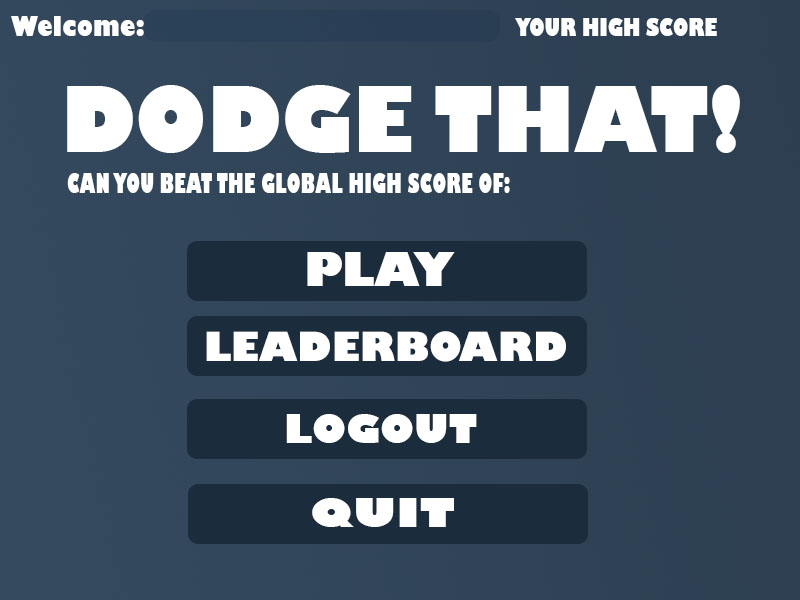 Welcome:
YOUR HIGH SCORE
DODGE THAT!
CAN YOU BEAT THE GLOBAL HIGH SCORE OF:
PLAY
LEADERBOARD
LOGOUT
QUIT